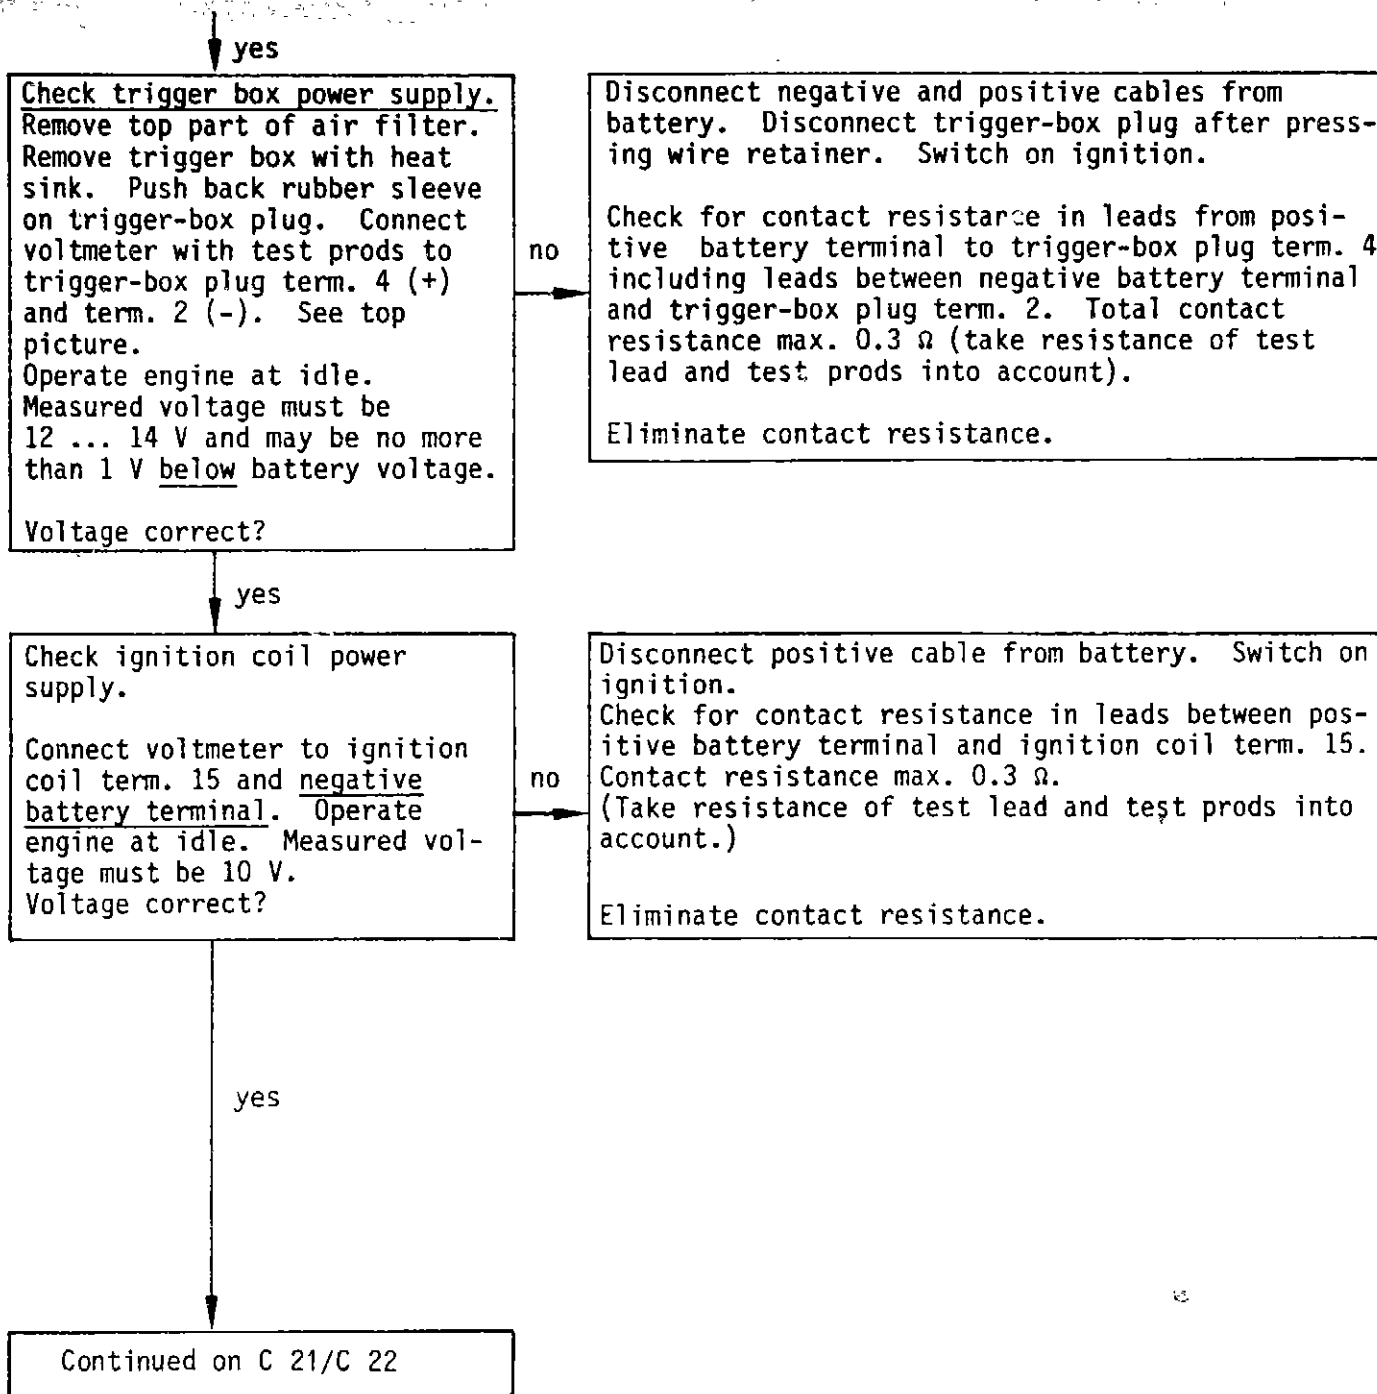 yes
Check trigger box power supply.
Remove top part of air filter.
Remove trigger box with heat
sink. Push back rubber sleeve
on trigger-box plug. Connect
voltmeter with test prods to
trigger-box plug term. 4 (+)
and term. 2 (-). See top
picture.
Operate engine at idle.
Measured voltage must be
12 ... 14 V and may be no more
than 1 V below battery voltage.
Voltage correct?
no
Disconnect negative and positive cables from
battery. Disconnect trigger-box plug after press-
ing wire retainer. Switch on ignition.
Check for contact resistance in leads from posi-
tive battery terminal to trigger-box plug term. 4
including leads between negative battery terminal
and trigger-box plug term. 2. Total contact
resistance max. 0.3 Ω (take resistance of test
lead and test prods into account).
Eliminate contact resistance.
yes
Check ignition coil power
supply.
Connect voltmeter to ignition
coil term. 15 and negative
battery terminal. Operate
engine at idle. Measured vol-
tage must be 10 V.
Voltage correct?
no
Disconnect positive cable from battery. Switch on
ignition.
Check for contact resistance in leads between pos-
itive battery terminal and ignition coil term. 15.
Contact resistance max. 0.3 Ω.
(Take resistance of test lead and test prods into
account.)
Eliminate contact resistance.
yes
Continued on C 21/C 22